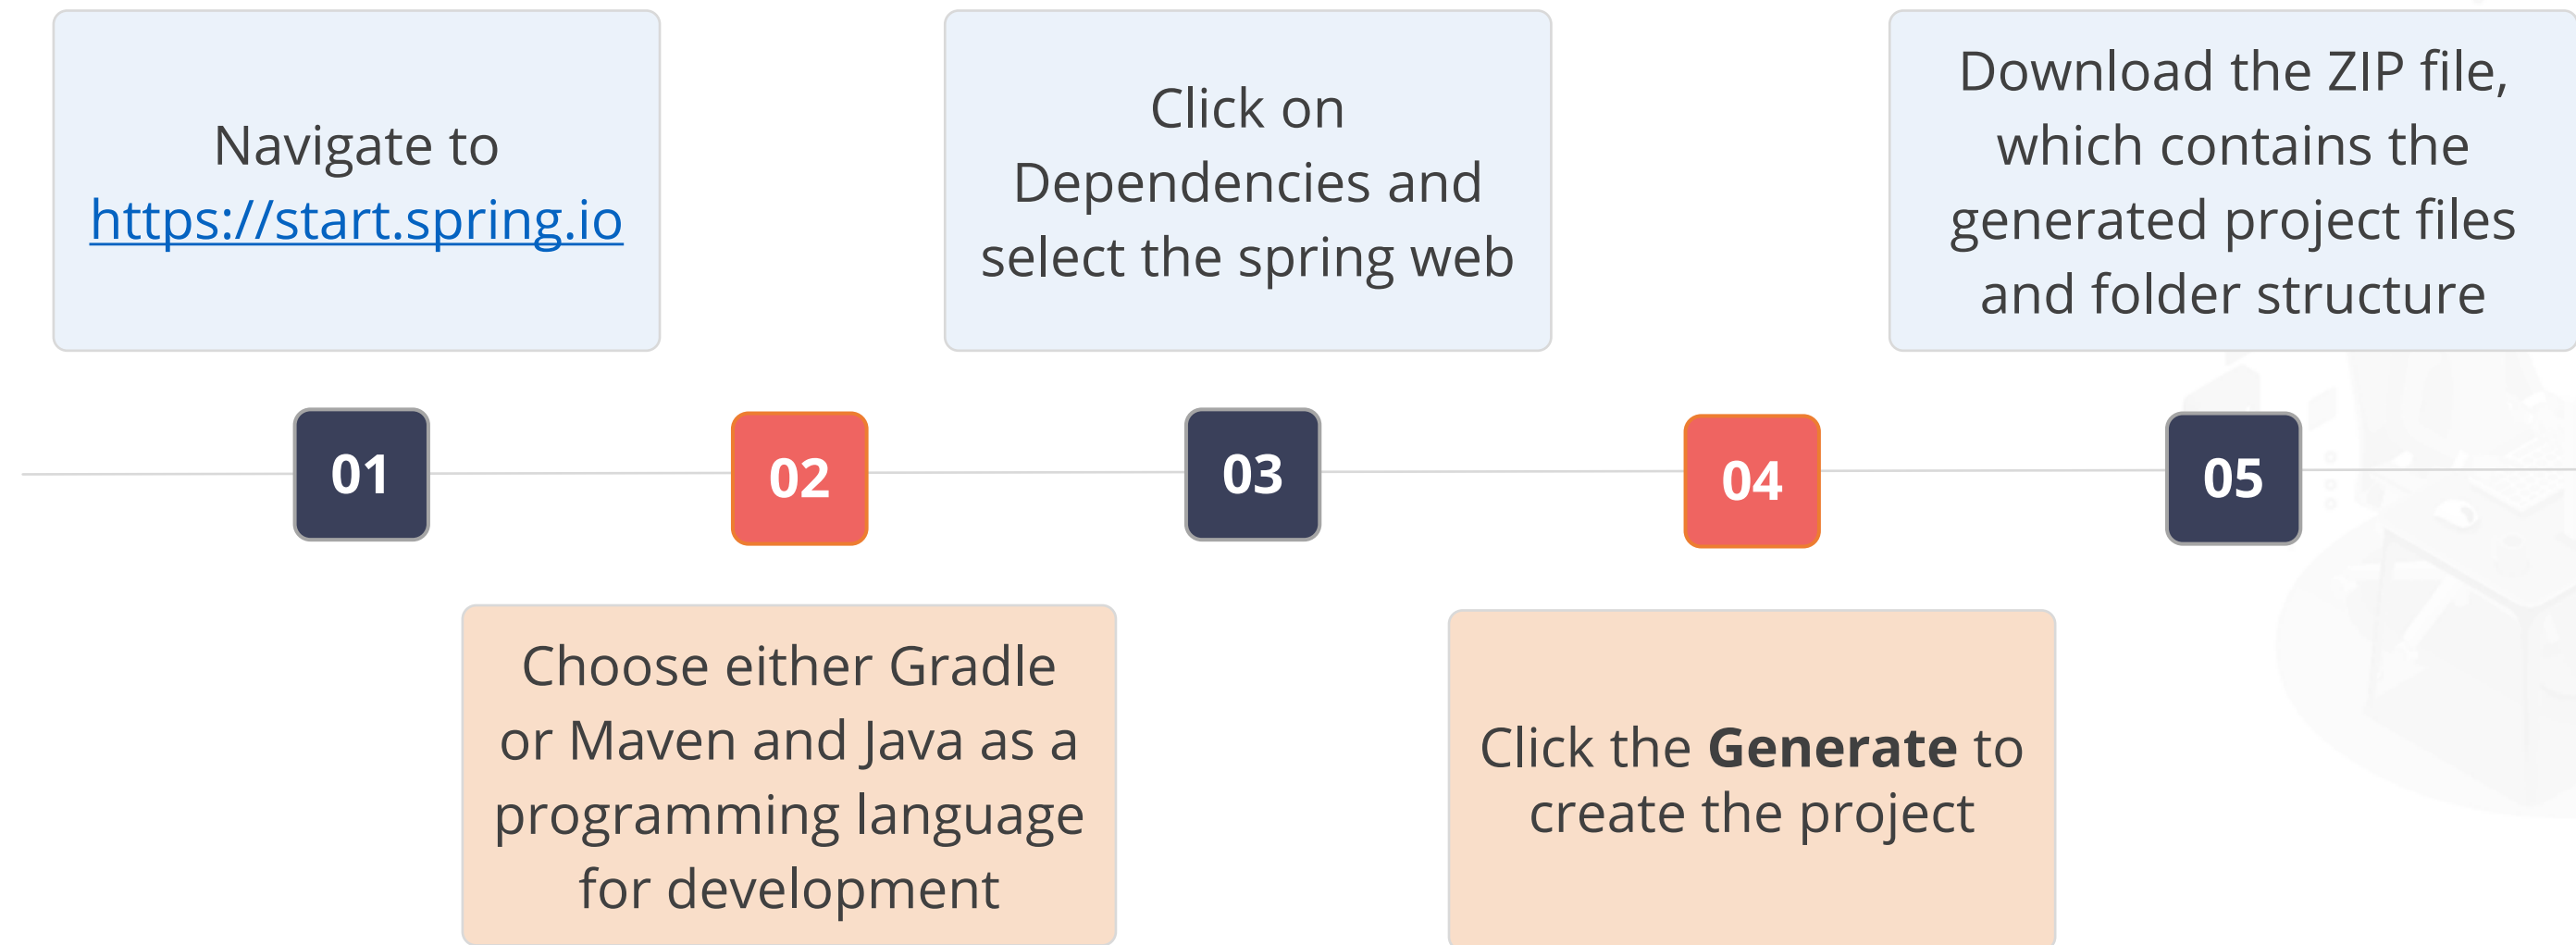 Navigate to
https://start.spring.io
01
Choose either Gradle
or Maven and Java as a
programming language
for development
02
Click on
Dependencies and
select the spring web
03
Click the Generate to
create the project
04
Download the ZIP file,
which contains the
generated project files
and folder structure
05